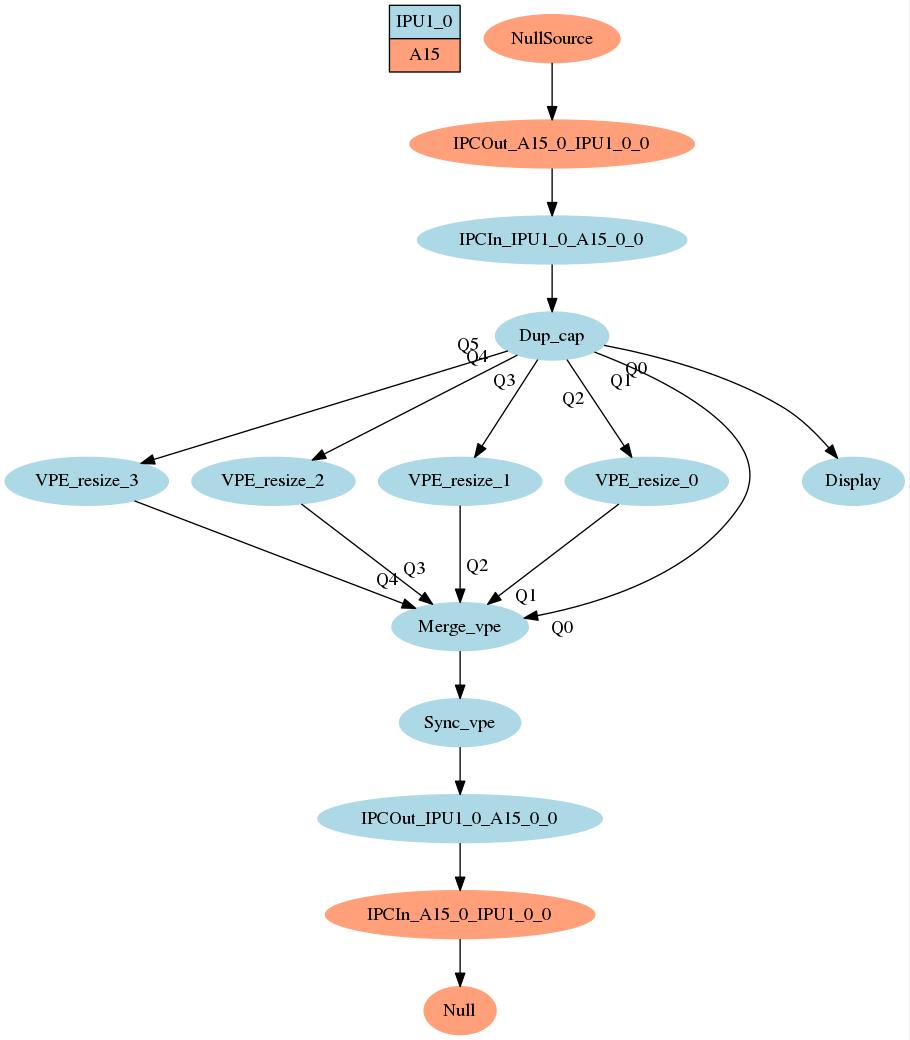 IPU1_0
A15
NullSource
IPCOut_A15_0_IPU1_0_0
IPCIn_IPU1_0_A15_0_0
Dup_cap
Q5
Q4
Q3
Q2
Q1
Q0
VPE_resize_3
VPE_resize_2
VPE_resize_1
VPE_resize_0
Display
Q4
Q3
Q2
Q1
Q0
Merge_vpe
Sync_vpe
IPCOut_IPU1_0_A15_0_0
IPCIn_A15_0_IPU1_0_0
Null